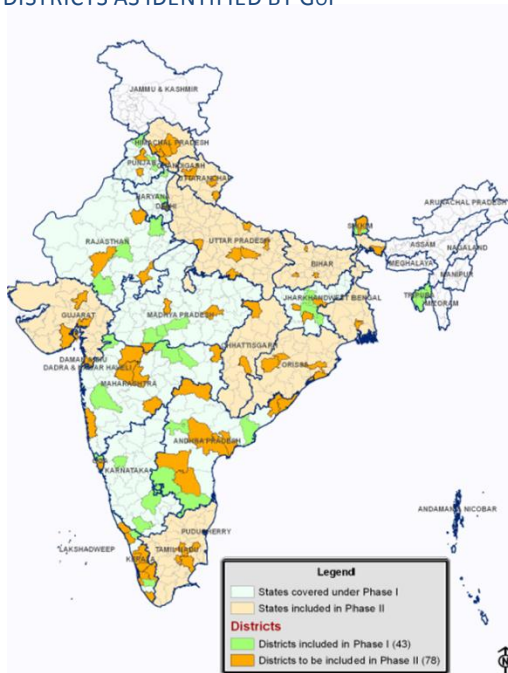 DISTRICTS AS IDENTIFIED BY GoI
JAMMU & KASHMIR
HIMACHAL PRADESH
PUNJAB
CHANDIGARH
UTTARANCHAL
HARYANA
DELHI
ARUNACHAL PRADESH
RAJASTHAN
UTTAR PRADESH
SIKKIM
ASSAM
NAGALAND
BIHAR
MEGHALAYA
MANIPUR
JHARKHAND
WEST BENGAL
TRIPURA
MIZORAM
GUJARAT
MADHYA PRADESH
CHHATTISGARH
DAMAN & DIU
DADRA & NAGAR HAVELI
ORISSA
MAHARASHTRA
ANDHRA PRADESH
GOA
KARNATAKA
ANDAMAN & NICOBAR
PUDUCHERRY
LAKSHADWEEP
KERALA
TAMIL NADU
Legend
States covered under Phase I
States included in Phase II
Districts
Districts included in Phase I (43)
Districts to be included in Phase II (78)
N